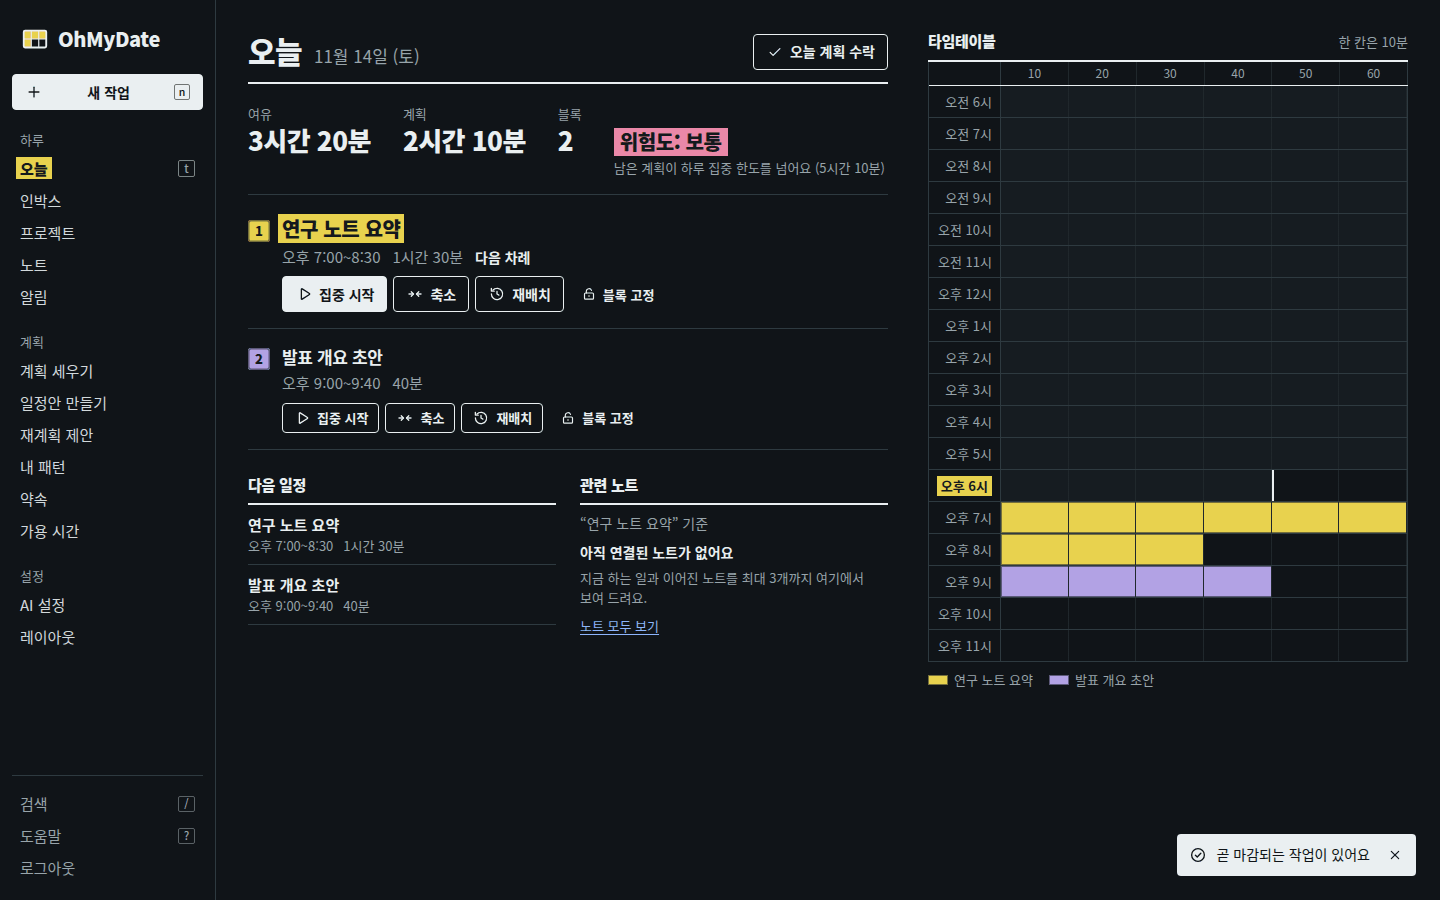 OhMyDate
새 작업 n
하루
오늘 t
인박스
프로젝트
노트
알림
계획
계획 세우기
일정안 만들기
재계획 제안
내 패턴
약속
가용 시간
설정
AI 설정
레이아웃
검색 /
도움말 ?
로그아웃
오늘 11월 14일 (토)
오늘 계획 수락
여유 계획 블록
3시간 20분 2시간 10분 2 위험도: 보통
남은 계획이 하루 집중 한도를 넘어요 (5시간 10분)
1 연구 노트 요약
오후 7:00~8:30 1시간 30분 다음 차례
집중 시작 축소 재배치 블록 고정
2 발표 개요 초안
오후 9:00~9:40 40분
집중 시작 축소 재배치 블록 고정
다음 일정
연구 노트 요약
오후 7:00~8:30 1시간 30분
발표 개요 초안
오후 9:00~9:40 40분
관련 노트
“연구 노트 요약” 기준
아직 연결된 노트가 없어요
지금 하는 일과 이어진 노트를 최대 3개까지 여기에서
보여 드려요.
노트 모두 보기
타임테이블 한 칸은 10분
10 20 30 40 50 60
오전 6시
오전 7시
오전 8시
오전 9시
오전 10시
오전 11시
오후 12시
오후 1시
오후 2시
오후 3시
오후 4시
오후 5시
오후 6시
오후 7시
오후 8시
오후 9시
오후 10시
오후 11시
연구 노트 요약 발표 개요 초안
곧 마감되는 작업이 있어요